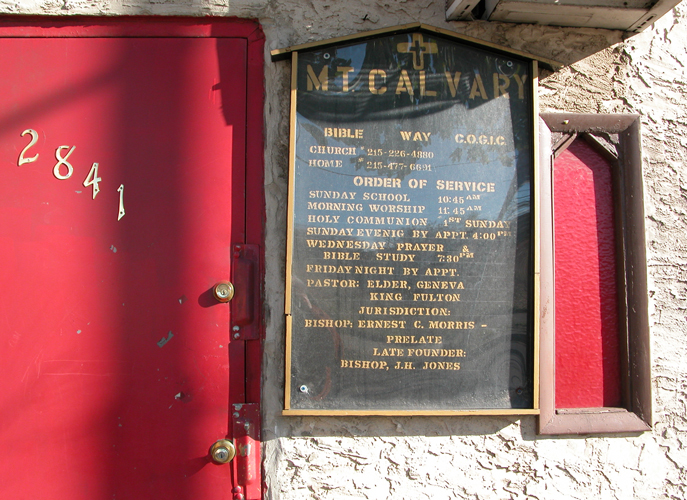 2841
MT. CALVARY
BIBLE WAY C.O.G.I.C.
CHURCH 215-226-4880
HOME 215-477-6691
ORDER OF SERVICE
SUNDAY SCHOOL 10:45 AM
MORNING WORSHIP 11:45 AM
HOLY COMMUNION 1ST SUNDAY
SUNDAY EVENIG BY APPT. 4:00 PM
WEDNESDAY PRAYER &
BIBLE STUDY 7:30 PM
FRIDAY NIGHT BY APPT.
PASTOR: ELDER, GENEVA
KING FULTON
JURISDICTION:
BISHOP: ERNEST C. MORRIS –
PRELATE
LATE FOUNDER:
BISHOP, J.H. JONES